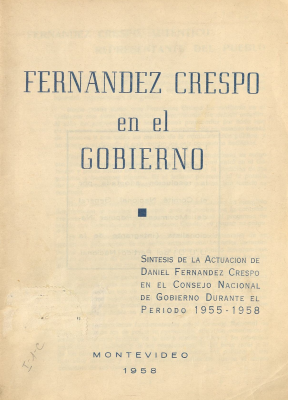 FERNANDEZ CRESPO
en el
GOBIERNO
SINTESIS DE LA ACTUACION DE
DANIEL FERNANDEZ CRESPO
EN EL CONSEJO NACIONAL
DE GOBIERNO DURANTE EL
PERIODO 1955-1958
MONTEVIDEO
1958